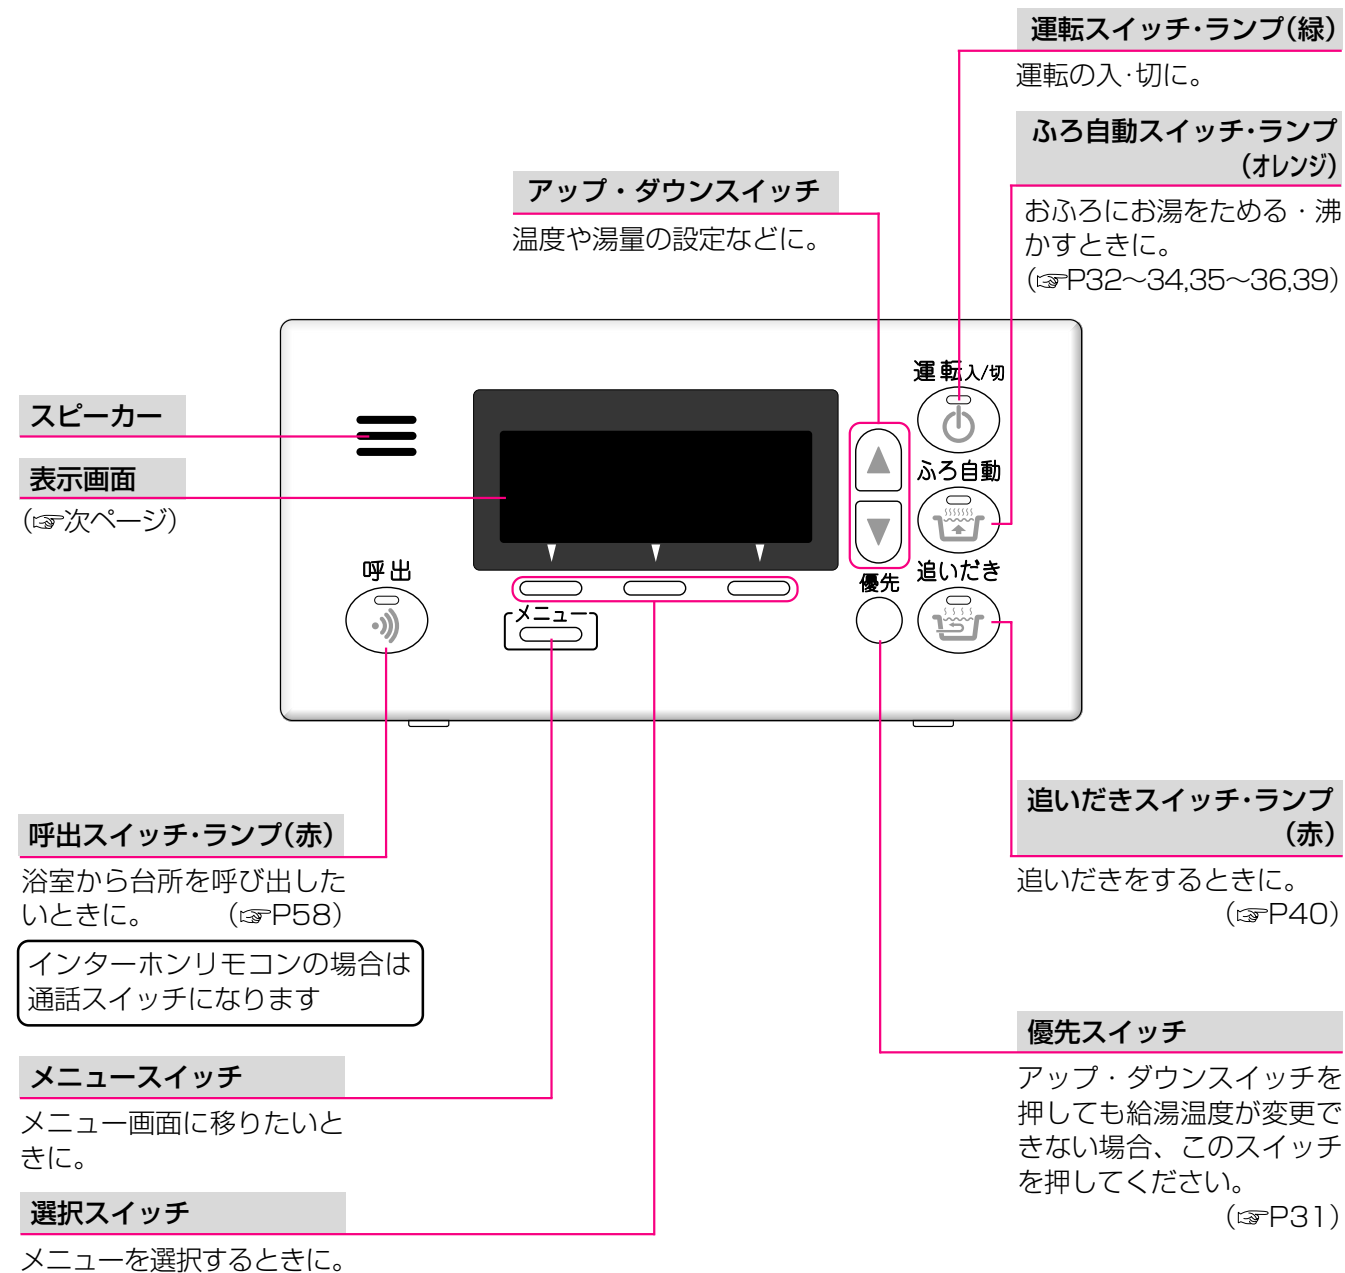 運転スイッチ・ランプ(緑)
運転の入・切に。
ふろ自動スイッチ・ランプ
(オレンジ)
おふろにお湯をためる・沸
かすときに。
(☞P32〜34,35〜36,39)
アップ・ダウンスイッチ
温度や湯量の設定などに。
スピーカー
表示画面
(☞次ページ)
運転入/切
ふろ自動
追いだき
優先
呼出
メニュー
呼出スイッチ・ランプ(赤)
浴室から台所を呼び出した
いときに。 (☞P58)
インターホンリモコンの場合は
通話スイッチになります
メニュースイッチ
メニュー画面に移りたいと
きに。
選択スイッチ
メニューを選択するときに。
追いだきスイッチ・ランプ
(赤)
追いだきをするときに。
(☞P40)
優先スイッチ
アップ・ダウンスイッチを
押しても給湯温度が変更で
きない場合、このスイッチ
を押してください。
(☞P31)